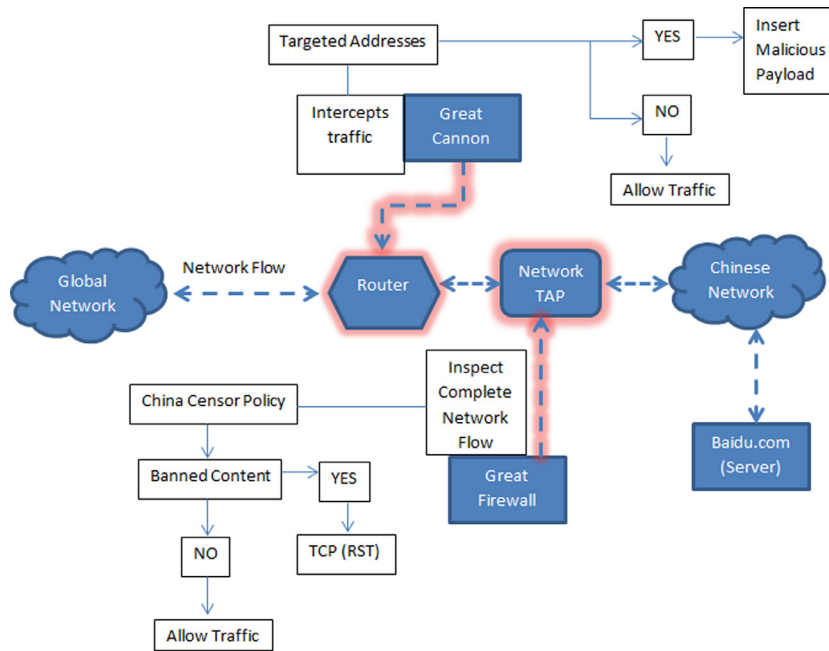 Targeted Addresses
YES
Insert
Malicious
Payload
Intercepts
traffic
Great
Cannon
NO
Allow Traffic
Global
Network
Network Flow
Router
Network
TAP
Chinese
Network
Inspect
Complete
Network
Flow
China Censor Policy
Baidu.com
(Server)
Banned Content
YES
Great
Firewall
NO
TCP (RST)
Allow Traffic